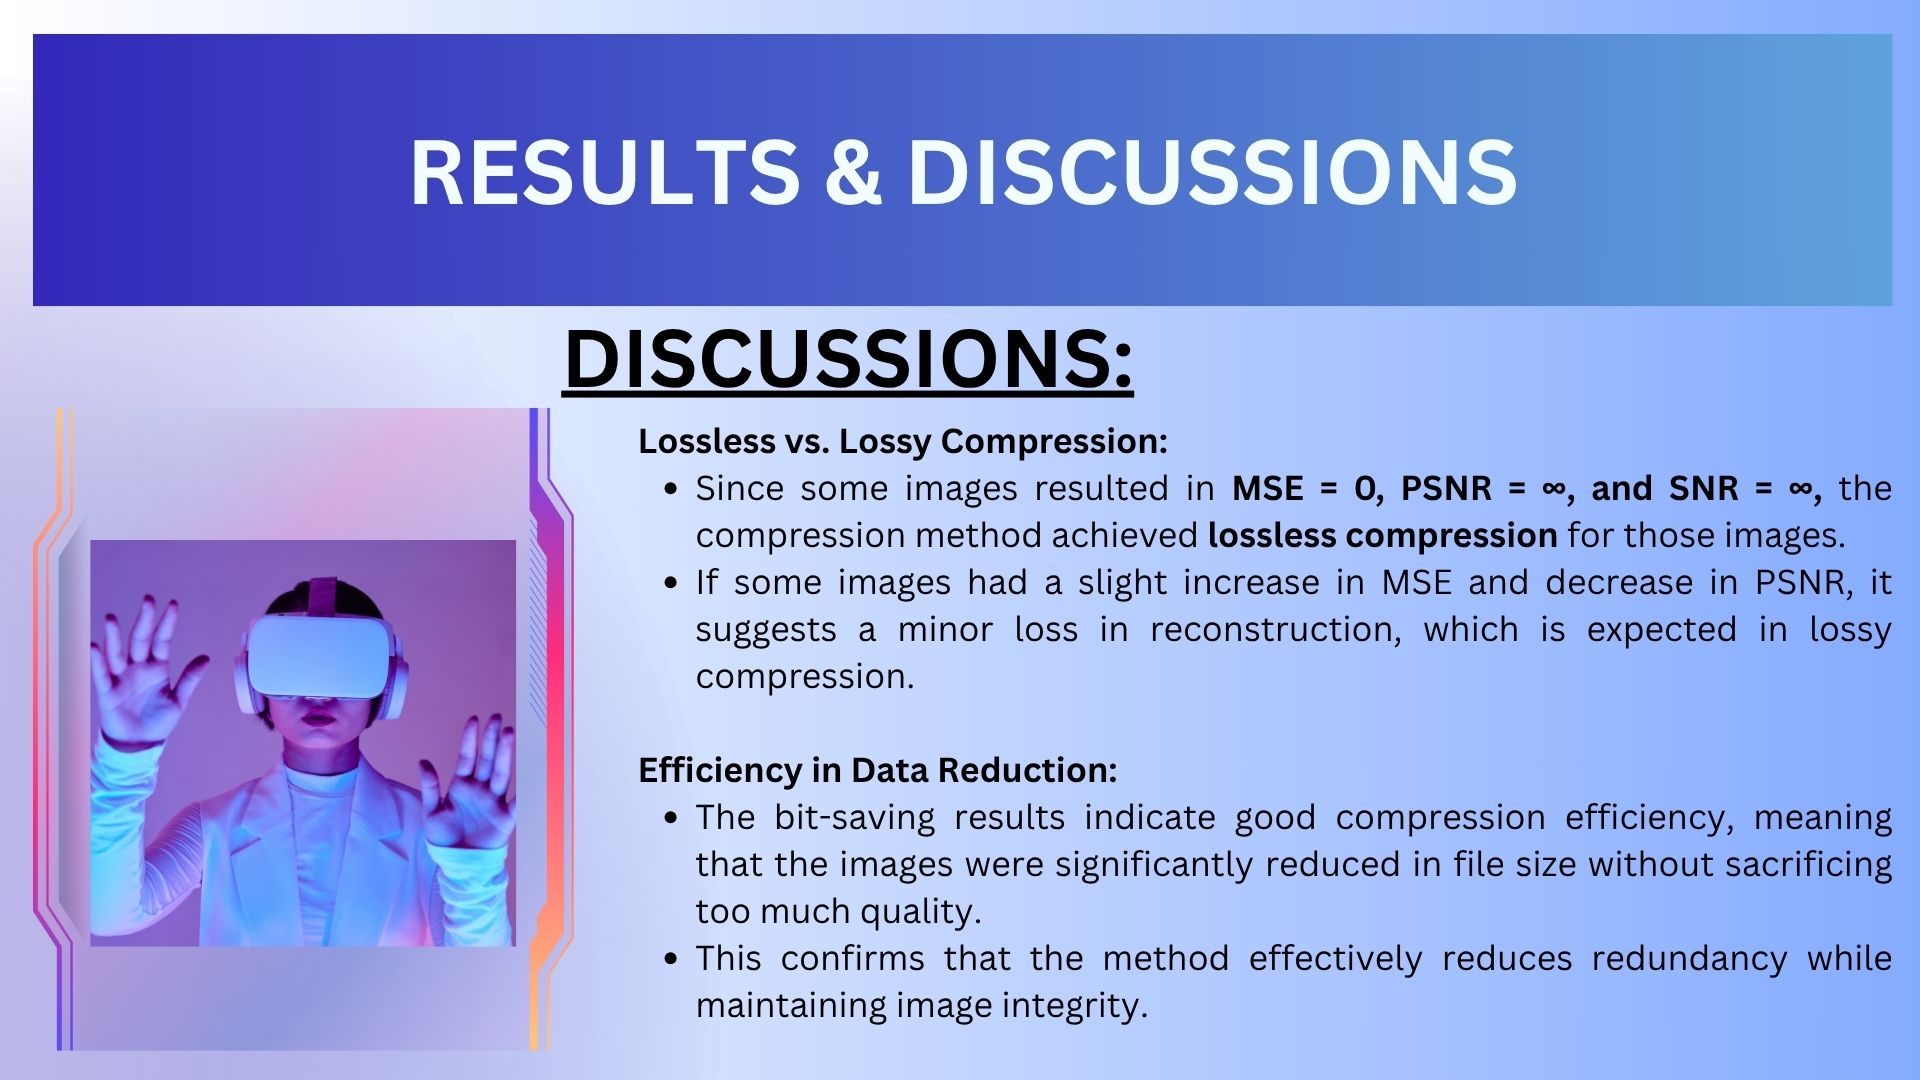 RESULTS & DISCUSSIONS
DISCUSSIONS:
Lossless vs. Lossy Compression:
• Since some images resulted in MSE = 0, PSNR = ∞, and SNR = ∞, the
compression method achieved lossless compression for those images.
• If some images had a slight increase in MSE and decrease in PSNR, it
suggests a minor loss in reconstruction, which is expected in lossy
compression.
Efficiency in Data Reduction:
• The bit-saving results indicate good compression efficiency, meaning
that the images were significantly reduced in file size without sacrificing
too much quality.
• This confirms that the method effectively reduces redundancy while
maintaining image integrity.